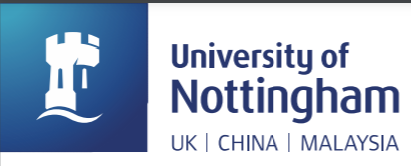 University of
Nottingham
UK | CHINA | MALAYSIA